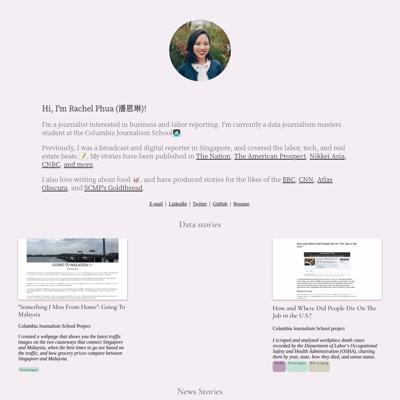 Hi, I'm Rachel Phua (潘恩琳)!
I'm a journalist interested in business and labor reporting. I'm currently a data journalism masters
student at the Columbia Journalism School
Previously, I was a broadcast and digital reporter in Singapore, and covered the labor, tech, and real
estate beats 📝. My stories have been published in The Nation, The American Prospect, Nikkei Asia,
CNBC, and more.
I also love writing about food 🥡, and have produced stories for the likes of the BBC, CNN, Atlas
Obscura, and SCMP's Goldthread.
E-mail | LinkedIn | Twitter | GitHub | Resume
Data stories
GOING TO MALAYSIA
"Something I Miss From Home": Going To
Malaysia
Columbia Journalism School Project
I created a webpage that shows you the latest traffic
images on the two causeways that connect Singapore
and Malaysia, when the best times to go are based on
the traffic, and how grocery prices compare between
Singapore and Malaysia.
How and Where Did People Die On The
Job in the U.S.?
Columbia Journalism School project
I scraped and analyzed workplace death cases
recorded by the Department of Labor's Occupational
Safety and Health Administration (OSHA), charting
them by year, state, how they died, and union status.
News Stories